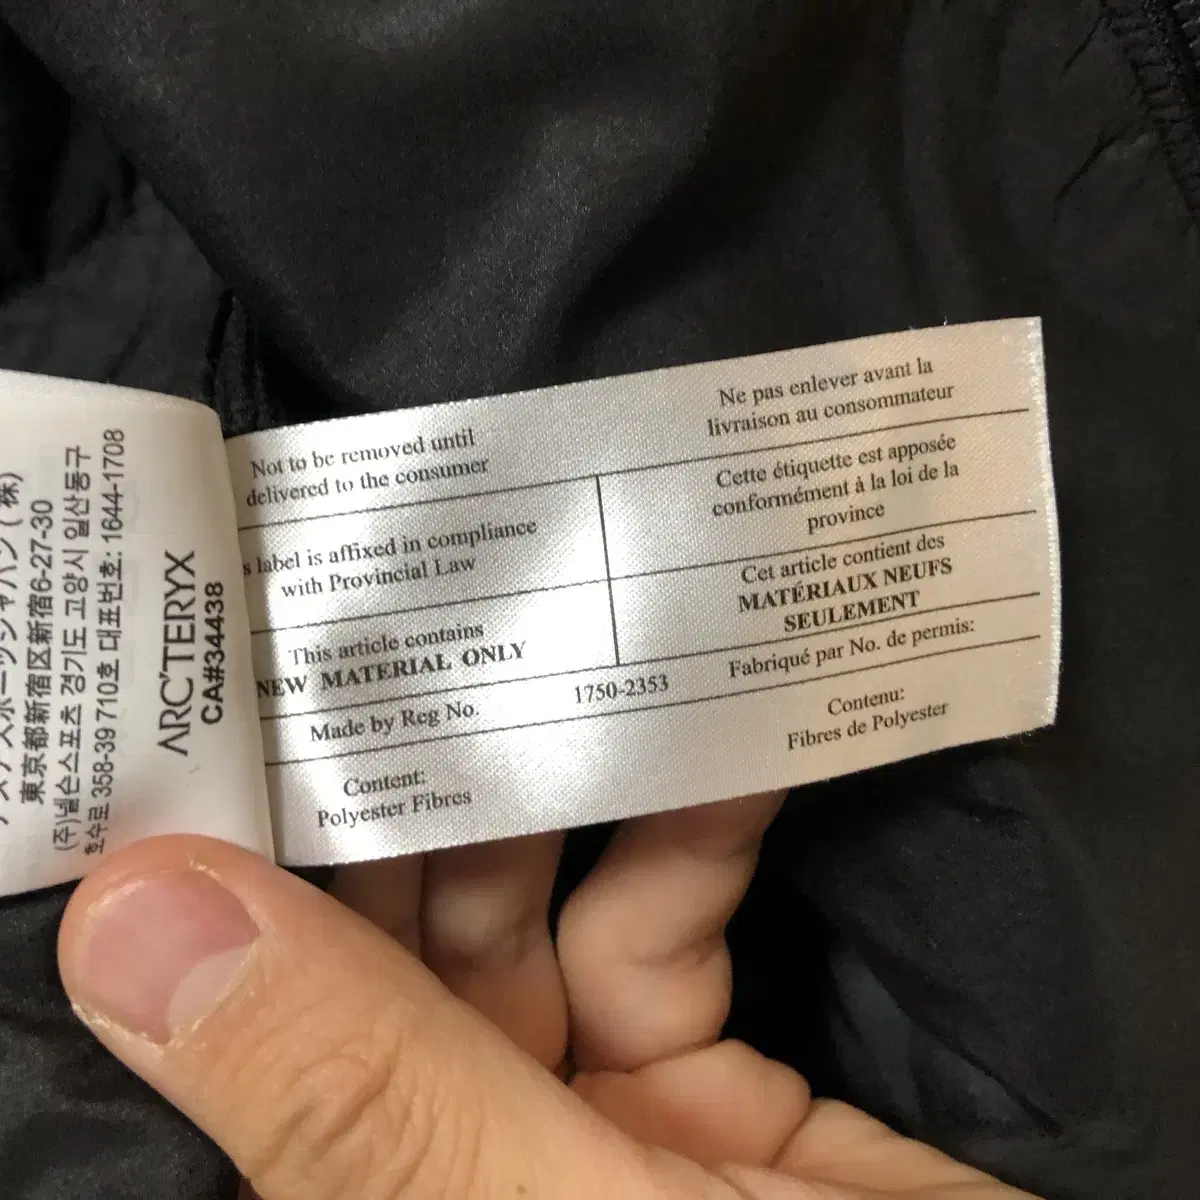 東京都新宿区新宿6-27-30
(주)넬슨스포츠 경기도 고양시 일산동구
호수로 358-39 710호 대표번호: 1644-1708
ARC'TERYX
CA#34438
Not to be removed until
delivered to the consumer
label is affixed in compliance
with Provincial Law
This article contains
NEW MATERIAL ONLY
Made by Reg No.
1750-2353
Content:
Polyester Fibres
Ne pas enlever avant la
livraison au consommateur
Cette étiquette est apposée
conformément à la loi de la
province
Cet article contient des
MATÉRIAUX NEUFS
SEULEMENT
Fabriqué par No. de permis:
Contenu:
Fibres de Polyester